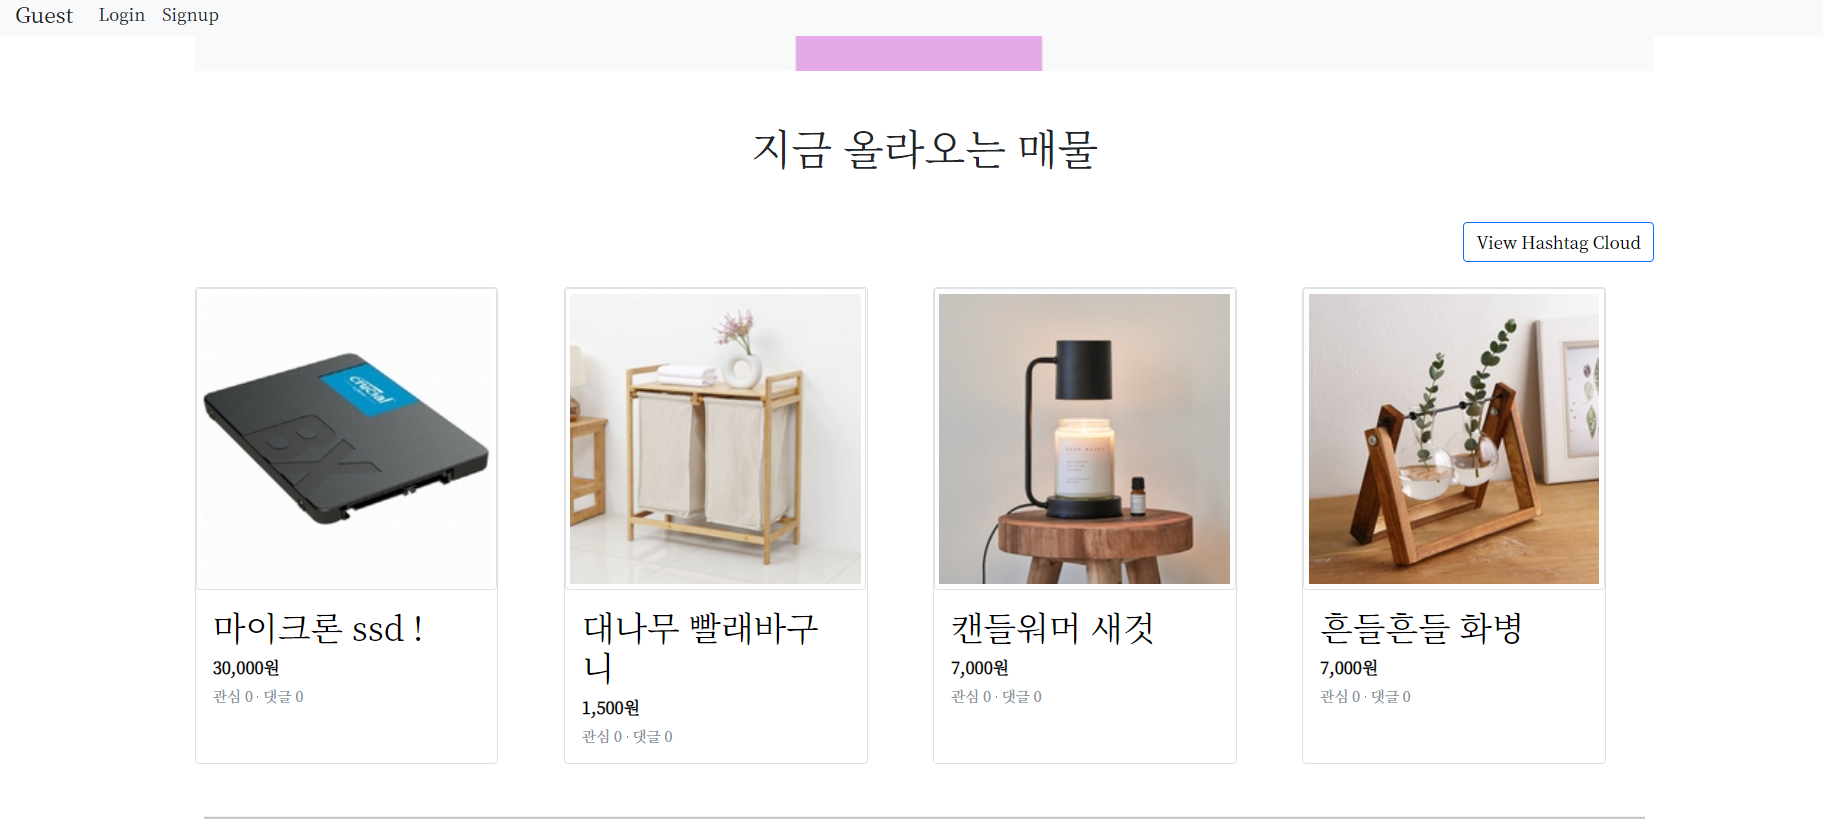 Guest Login Signup
지금 올라오는 매물
View Hashtag Cloud
crucial
BX
마이크론 ssd !
30,000원
관심 0 · 댓글 0
대나무 빨래바구
니
1,500원
관심 0 · 댓글 0
캔들워머 새것
7,000원
관심 0 · 댓글 0
흔들흔들 화병
7,000원
관심 0 · 댓글 0